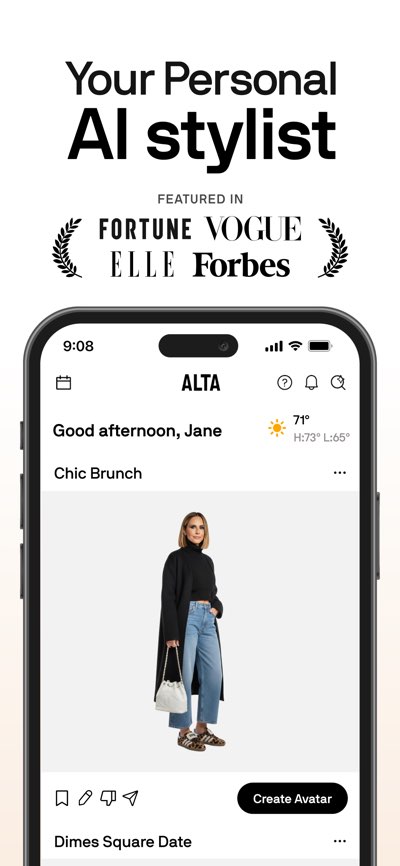 Your Personal
AI stylist
FEATURED IN
FORTUNE VOGUE
ELLE Forbes
9:08
ALTA
Good afternoon, Jane
71°
H:73° L:65°
Chic Brunch
Create Avatar
Dimes Square Date